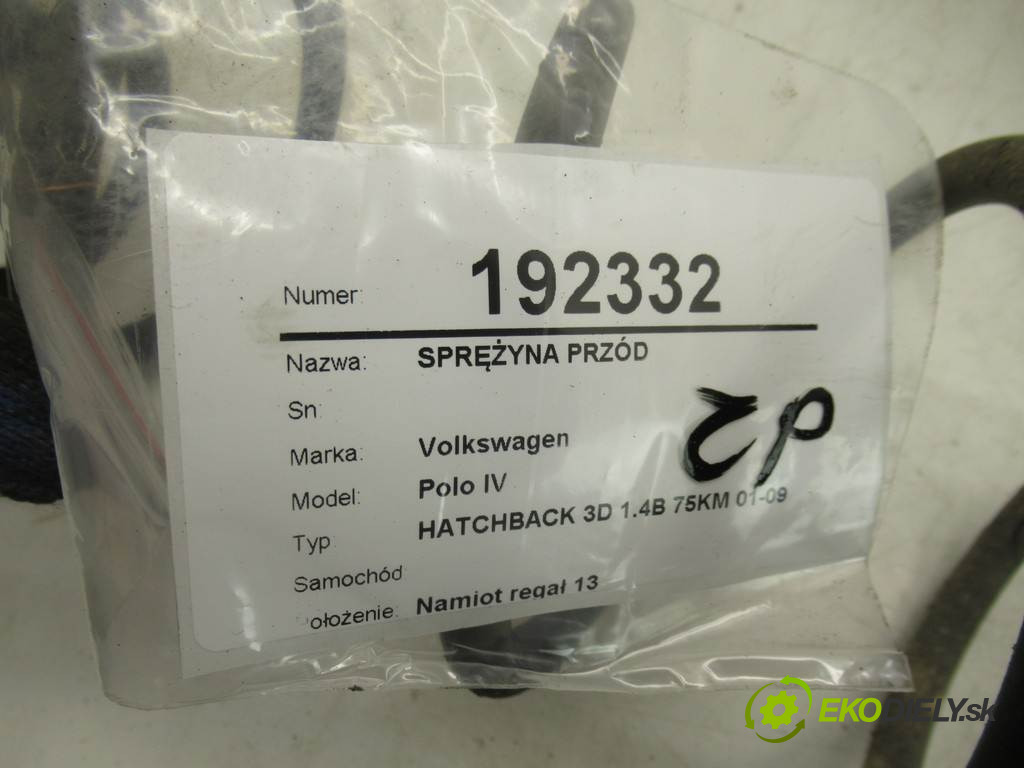 Numer: 192332
Nazwa: SPRĘŻYNA PRZÓD
Sn:
Marka: Volkswagen
Model: Polo IV
Typ HATCHBACK 3D 1.4B 75KM 01-09
Samochód
ołożenie: Namiot regał 13
EKODIELY.sk